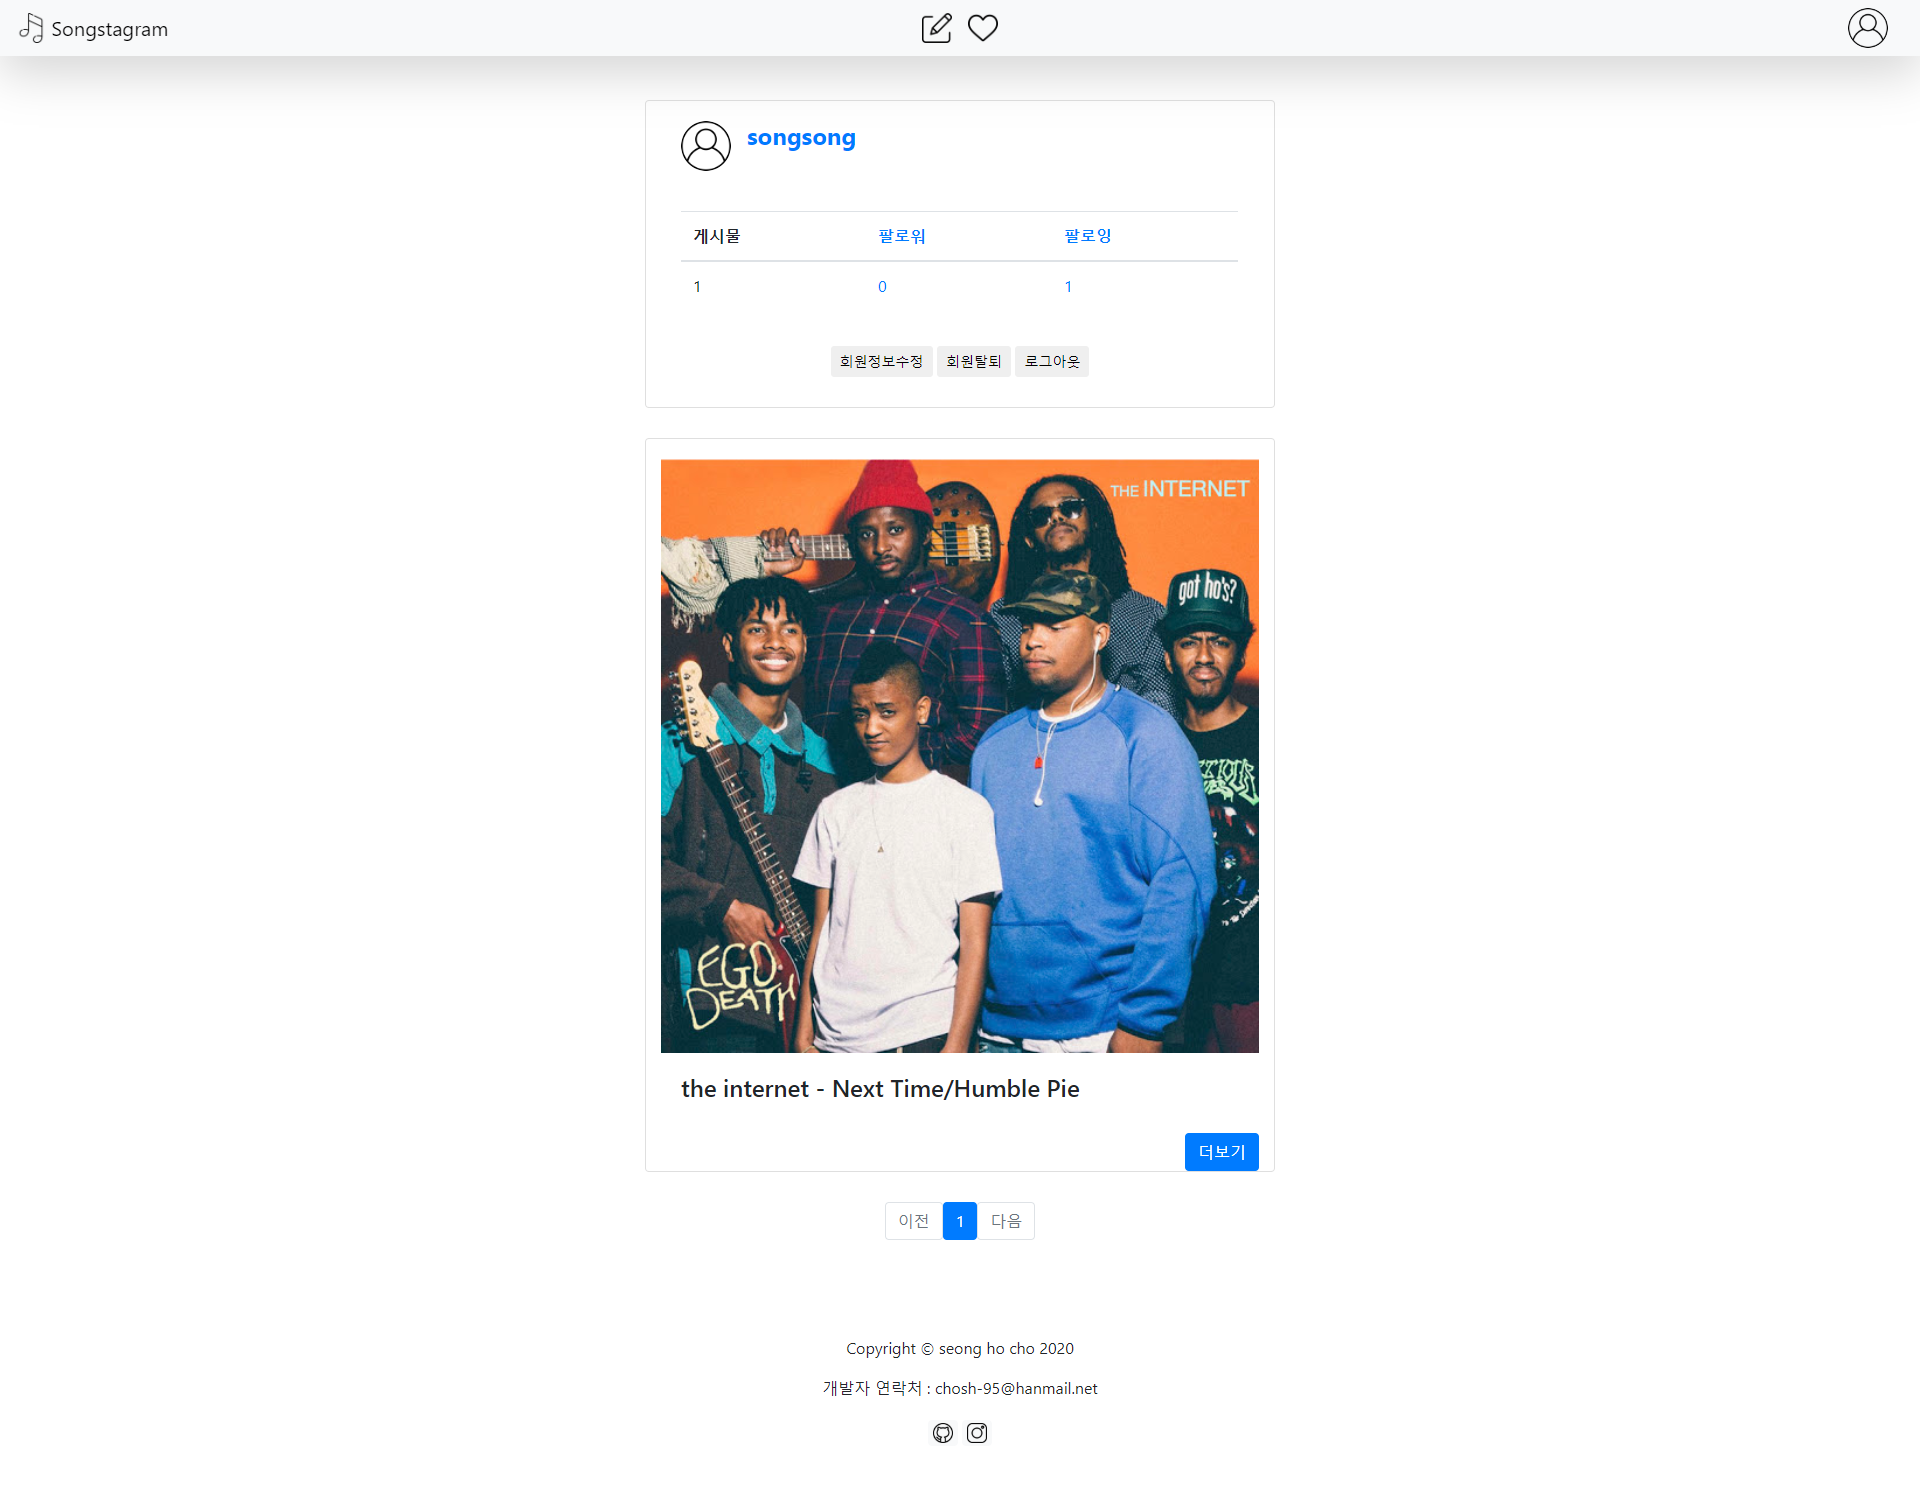 Songstagram
songsong
게시물 팔로워 팔로잉
1 0 1
회원정보수정 회원탈퇴 로그아웃
THE INTERNET
got ho's?
EGO
DEATH
the internet - Next Time/Humble Pie
더보기
이전 1 다음
Copyright © seong ho cho 2020
개발자 연락처 : chosh-95@hanmail.net